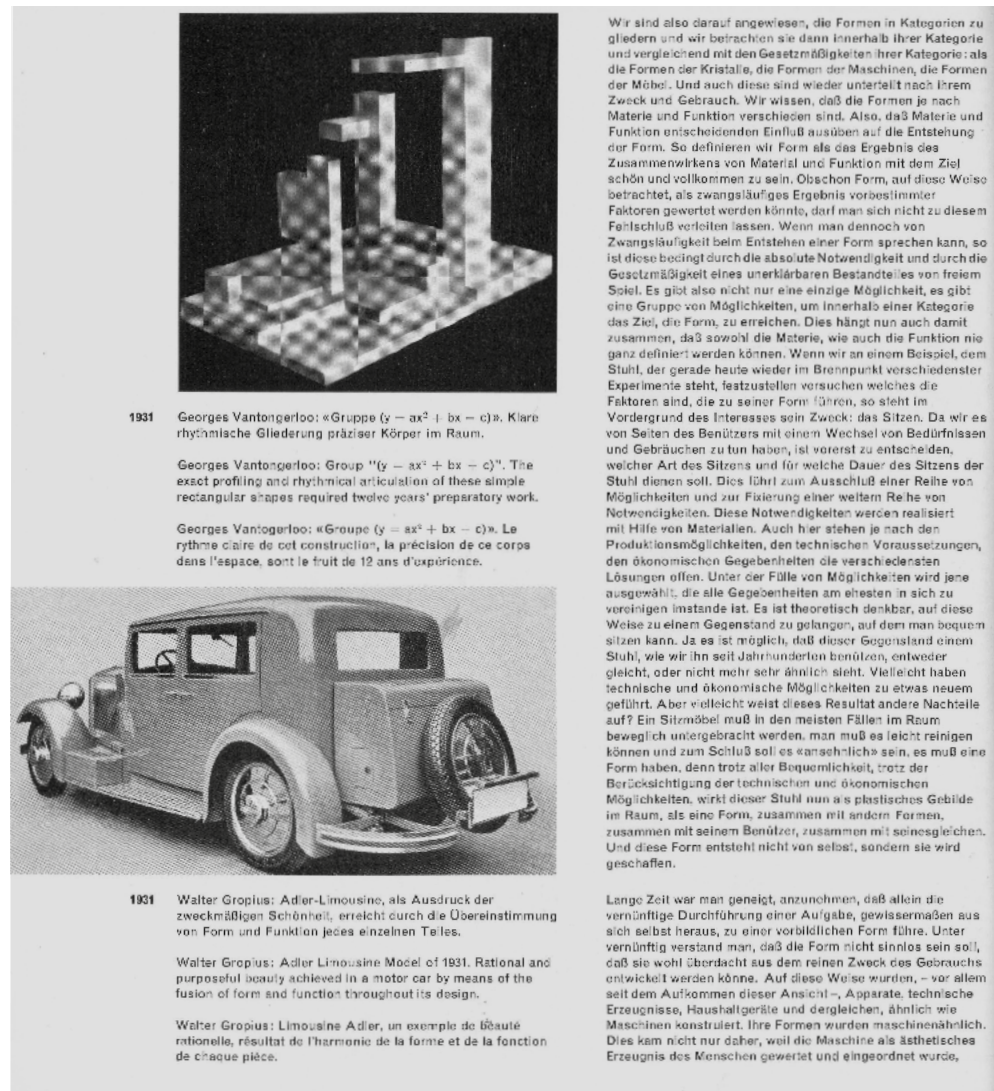 1931 Georges Vantongerloo: «Gruppe (y – ax² + bx – c)». Klare
rhythmische Gliederung präziser Körper im Raum.
Georges Vantongerloo: Group "(y – ax² + bx – c)". The
exact profiling and rhythmical articulation of these simple
rectangular shapes required twelve years' preparatory work.
Georges Vantogerloo: «Groupe (y = ax² + bx – c)». Le
rythme claire de cet construction, la précision de ce corps
dans l'espace, sont le fruit de 12 ans d'expérience.
1931 Walter Gropius: Adler-Limousine, als Ausdruck der
zweckmäßigen Schönheit, erreicht durch die Übereinstimmung
von Form und Funktion jedes einzelnen Teiles.
Walter Gropius: Adler Limousine Model of 1931. Rational and
purposeful beauty achieved in a motor car by means of the
fusion of form and function throughout its design.
Walter Gropius: Limousine Adler, un exemple de béauté
rationelle, résultat de l'harmonie de la forme et de la fonction
de chaque pièce.
Wir sind also darauf angewiesen, die Formen in Kategorien zu
gliedern und wir betrachten sie dann innerhalb ihrer Kategorie
und vergleichend mit den Gesetzmäßigkeiten ihrer Kategorie: als
die Formen der Kristalle, die Formen der Maschinen, die Formen
der Möbel. Und auch diese sind wieder unterteilt nach ihrem
Zweck und Gebrauch. Wir wissen, daß die Formen je nach
Materie und Funktion verschieden sind. Also, daß Materie und
Funktion entscheidenden Einfluß ausüben auf die Entstehung
der Form. So definieren wir Form als das Ergebnis des
Zusammenwirkens von Material und Funktion mit dem Ziel
schön und vollkommen zu sein. Obschon Form, auf diese Weise
betrachtet, als zwangsläufiges Ergebnis vorbestimmter
Faktoren gewertet werden könnte, darf man sich nicht zu diesem
Fehlschluß verleiten lassen. Wenn man dennoch von
Zwangsläufigkeit beim Entstehen einer Form sprechen kann, so
ist diese bedingt durch die absolute Notwendigkeit und durch die
Gesetzmäßigkeit eines unerklärbaren Bestandteiles von freiem
Spiel. Es gibt also nicht nur eine einzige Möglichkeit, es gibt
eine Gruppe von Möglichkeiten, um innerhalb einer Kategorie
das Ziel, die Form, zu erreichen. Dies hängt nun auch damit
zusammen, daß sowohl die Materie, wie auch die Funktion nie
ganz definiert werden können. Wenn wir an einem Beispiel, dem
Stuhl, der gerade heute wieder im Brennpunkt verschiedenster
Experimente steht, festzustellen versuchen welches die
Faktoren sind, die zu seiner Form führen, so steht im
Vordergrund des Interesses sein Zweck: das Sitzen. Da wir es
von Seiten des Benützers mit einem Wechsel von Bedürfnissen
und Gebräuchen zu tun haben, ist vorerst zu entscheiden,
welcher Art des Sitzens und für welche Dauer des Sitzens der
Stuhl dienen soll. Dies führt zum Ausschluß einer Reihe von
Möglichkeiten und zur Fixierung einer weitern Reihe von
Notwendigkeiten. Diese Notwendigkeiten werden realisiert
mit Hilfe von Materialien. Auch hier stehen je nach den
Produktionsmöglichkeiten, den technischen Voraussetzungen,
den ökonomischen Gegebenheiten die verschiedensten
Lösungen offen. Unter der Fülle von Möglichkeiten wird jene
ausgewählt, die alle Gegebenheiten am ehesten in sich zu
vereinigen imstande ist. Es ist theoretisch denkbar, auf diese
Weise zu einem Gegenstand zu gelangen, auf dem man bequem
sitzen kann. Ja es ist möglich, daß dieser Gegenstand einem
Stuhl, wie wir ihn seit Jahrhunderten benützen, entweder
gleicht, oder nicht mehr sehr ähnlich sieht. Vielleicht haben
technische und ökonomische Möglichkeiten zu etwas neuem
geführt. Aber vielleicht weist dieses Resultat andere Nachteile
auf? Ein Sitzmöbel muß in den meisten Fällen im Raum
beweglich untergebracht werden, man muß es leicht reinigen
können und zum Schluß soll es «ansehnlich» sein, es muß eine
Form haben, denn trotz aller Bequemlichkeit, trotz der
Berücksichtigung der technischen und ökonomischen
Möglichkeiten, wirkt dieser Stuhl nun als plastisches Gebilde
im Raum, als eine Form, zusammen mit andern Formen,
zusammen mit seinem Benützer, zusammen mit seinesgleichen.
Und diese Form entsteht nicht von selbst, sondern sie wird
geschaffen.
Lange Zeit war man geneigt, anzunehmen, daß allein die
vernünftige Durchführung einer Aufgabe, gewissermaßen aus
sich selbst heraus, zu einer vorbildlichen Form führe. Unter
vernünftig verstand man, daß die Form nicht sinnlos sein soll,
daß sie wohl überdacht aus dem reinen Zweck des Gebrauchs
entwickelt werden könne. Auf diese Weise wurden, – vor allem
seit dem Aufkommen dieser Ansicht –, Apparate, technische
Erzeugnisse, Haushaltgeräte und dergleichen, ähnlich wie
Maschinen konstruiert. Ihre Formen wurden maschinenähnlich.
Dies kam nicht nur daher, weil die Maschine als ästhetisches
Erzeugnis des Menschen gewertet und eingeordnet wurde,